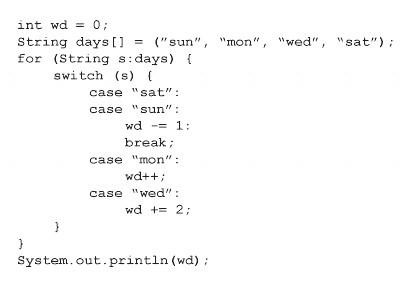 int wd = 0;
String days[] = ("sun", "mon", "wed", "sat");
for (String s:days) {
switch (s) {
case "sat":
case "sun":
wd -= 1:
break;
case "mon":
wd++;
case "wed":
wd += 2;
}
}
System.out.println(wd);